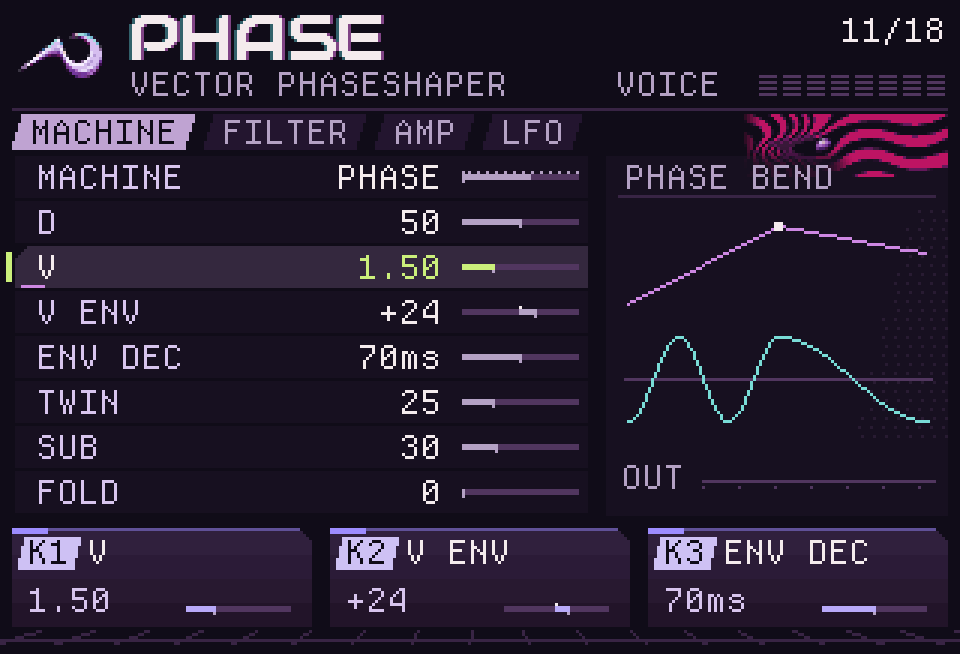 PHASE 11/18
VECTOR PHASESHAPER VOICE
MACHINE FILTER AMP LFO
MACHINE PHASE
D 50
V 1.50
V ENV +24
ENV DEC 70ms
TWIN 25
SUB 30
FOLD 0
PHASE BEND
OUT
K1 V
1.50
K2 V ENV
+24
K3 ENV DEC
70ms